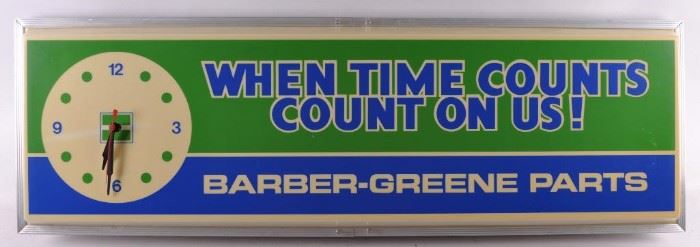 12
9
3
6
WHEN TIME COUNTS
COUNT ON US!
BARBER-GREENE PARTS